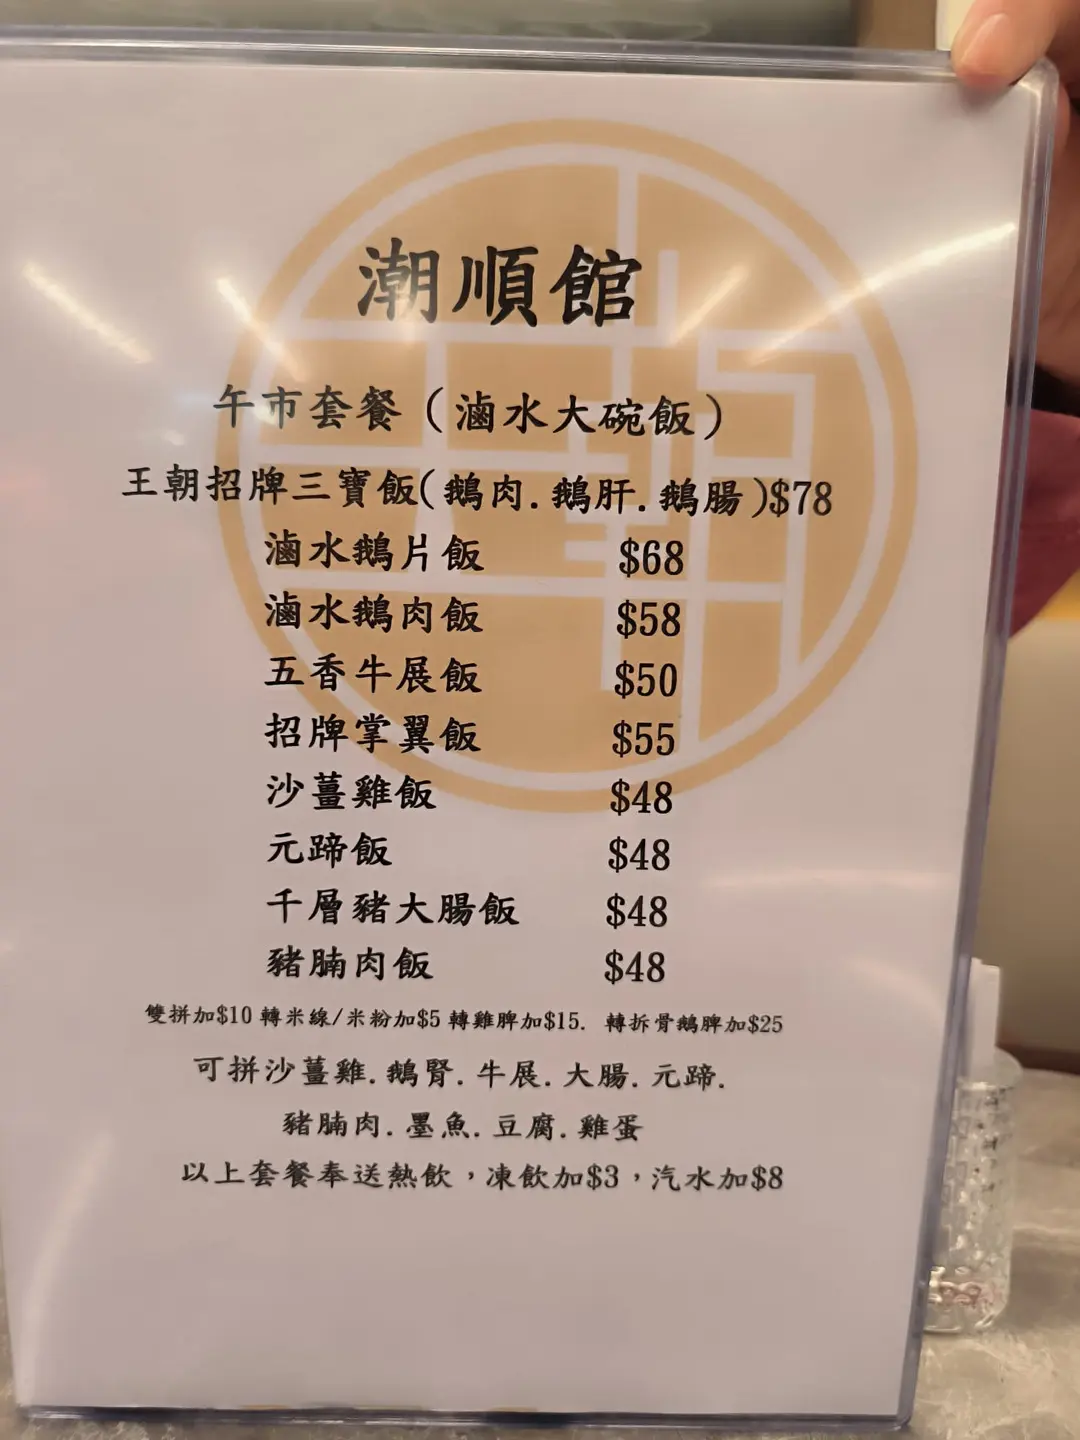 潮順館
午市套餐（滷水大碗飯）
王朝招牌三寶飯(鵝肉.鵝肝.鵝腸)$78
滷水鵝片飯 $68
滷水鵝肉飯 $58
五香牛展飯 $50
招牌掌翼飯 $55
沙薑雞飯 $48
元蹄飯 $48
千層豬大腸飯 $48
豬腩肉飯 $48
雙拼加$10 轉米線/米粉加$5 轉雞脾加$15. 轉拆骨鵝脾加$25
可拼沙薑雞.鵝腎.牛展.大腸.元蹄.
豬腩肉.墨魚.豆腐.雞蛋
以上套餐奉送熱飲，凍飲加$3，汽水加$8